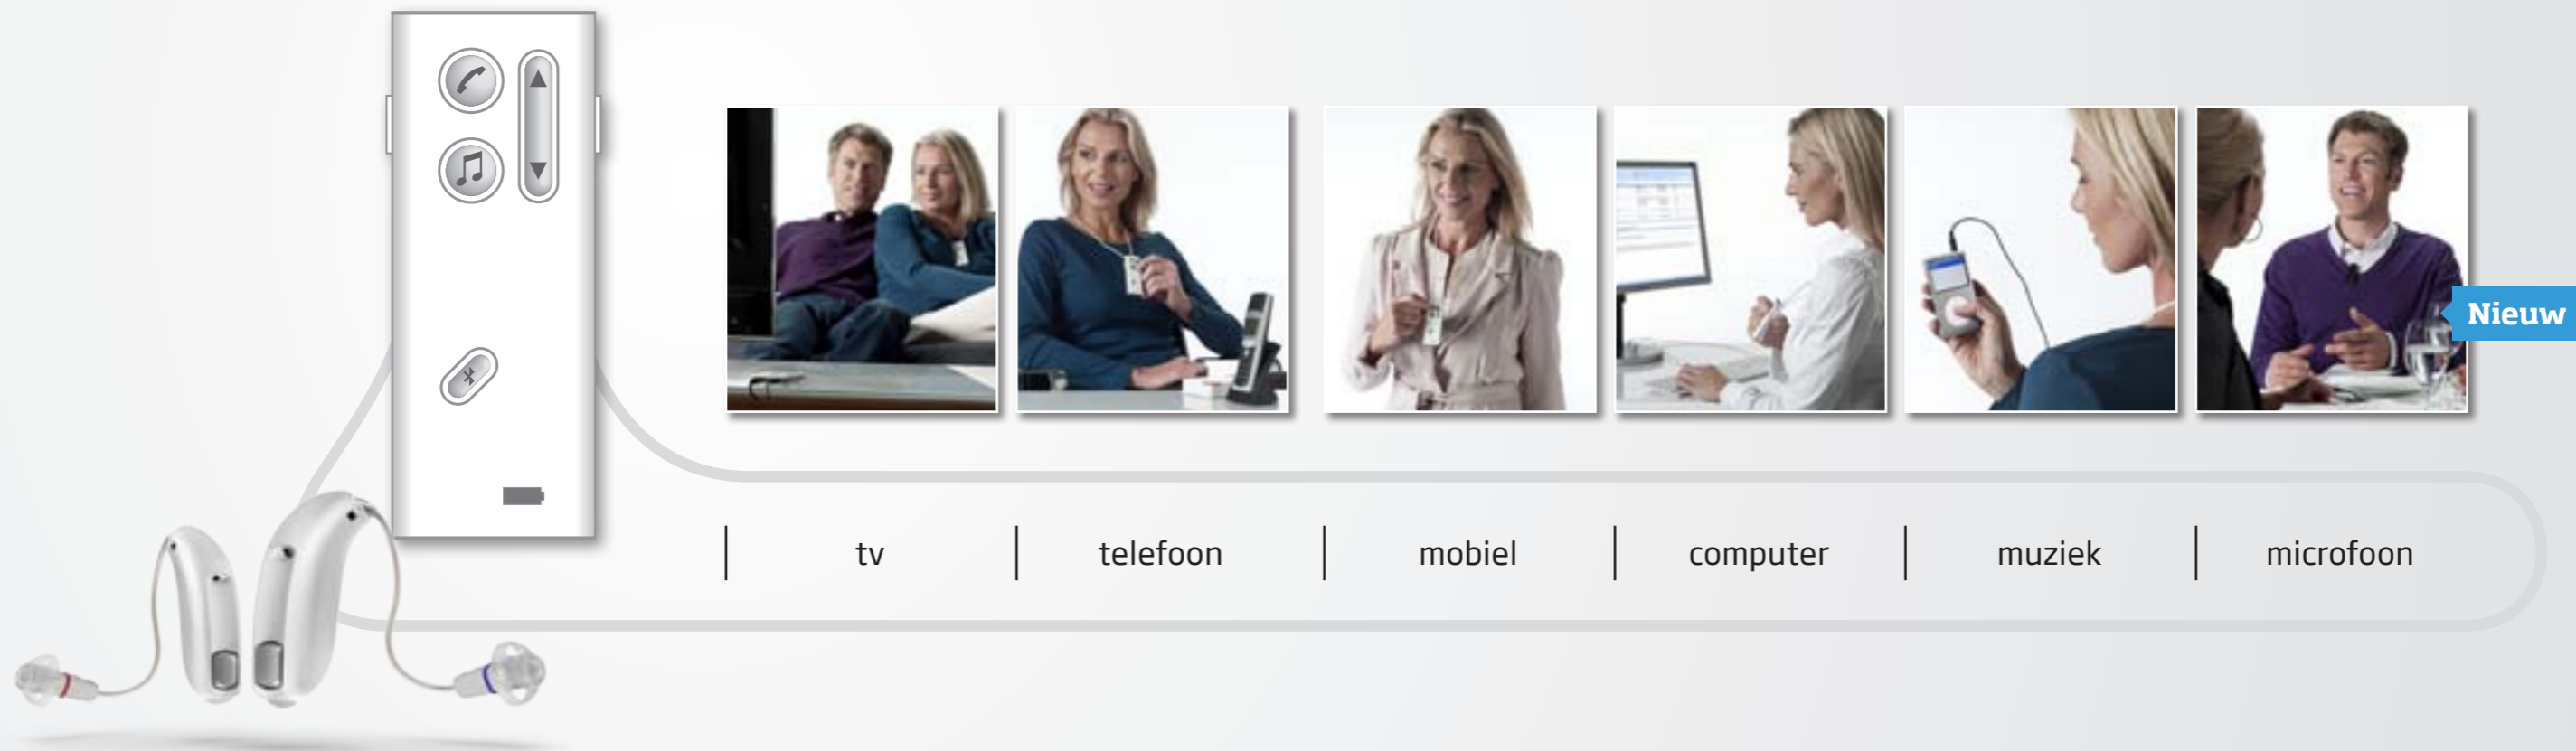 Nieuw
tv
telefoon
mobiel
computer
muziek
microfoon